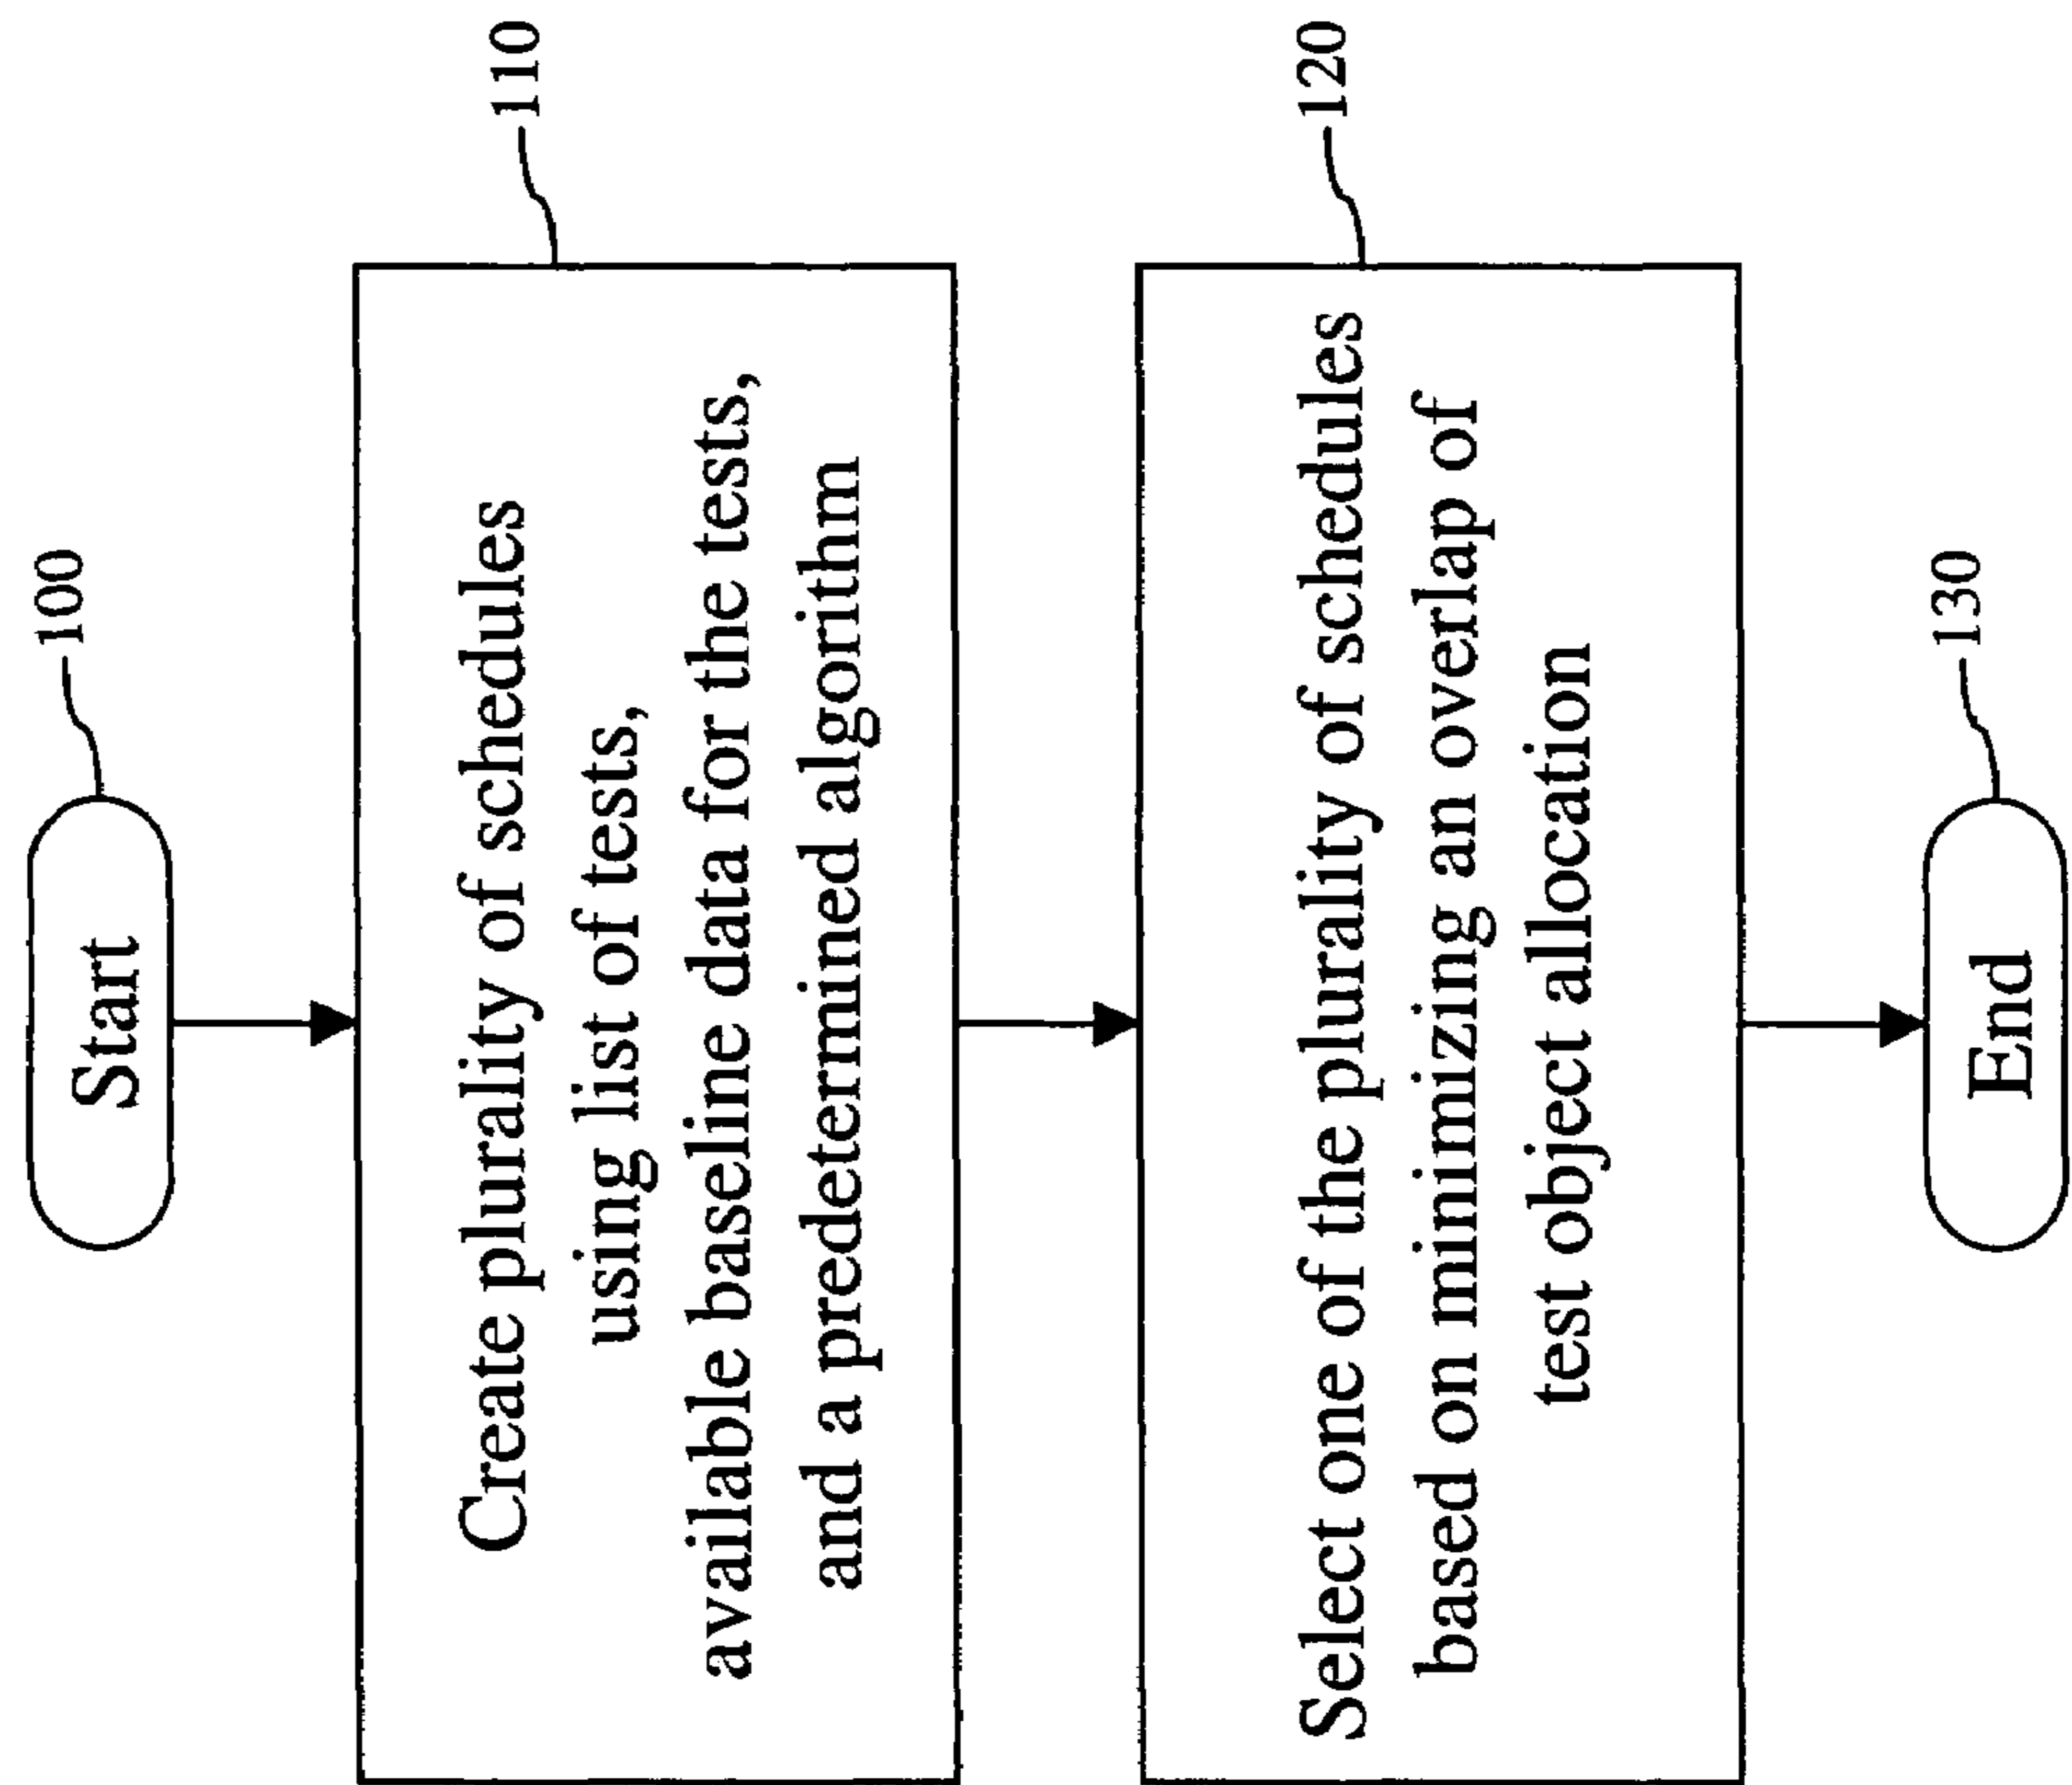 Start
100
Create plurality of schedules
using list of tests,
available baseline data for the tests,
and a predetermined algorithm
110
Select one of the plurality of schedules
based on minimizing an overlap of
test object allocation
120
End
130